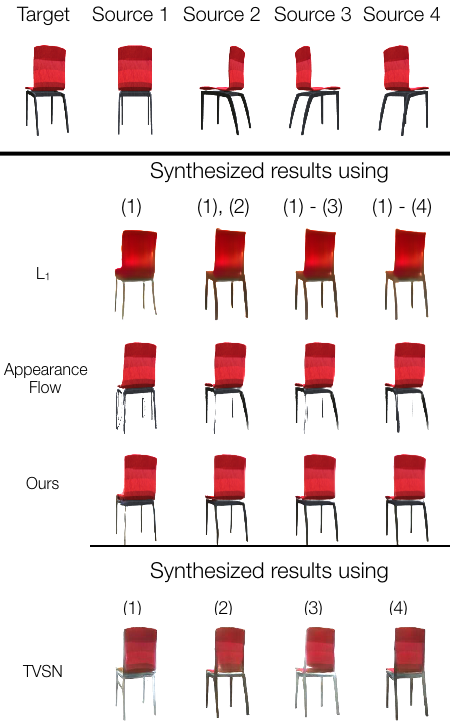 Target Source 1 Source 2 Source 3 Source 4
Synthesized results using
(1) (1), (2) (1) - (3) (1) - (4)
L₁
Appearance
Flow
Ours
Synthesized results using
(1) (2) (3) (4)
TVSN